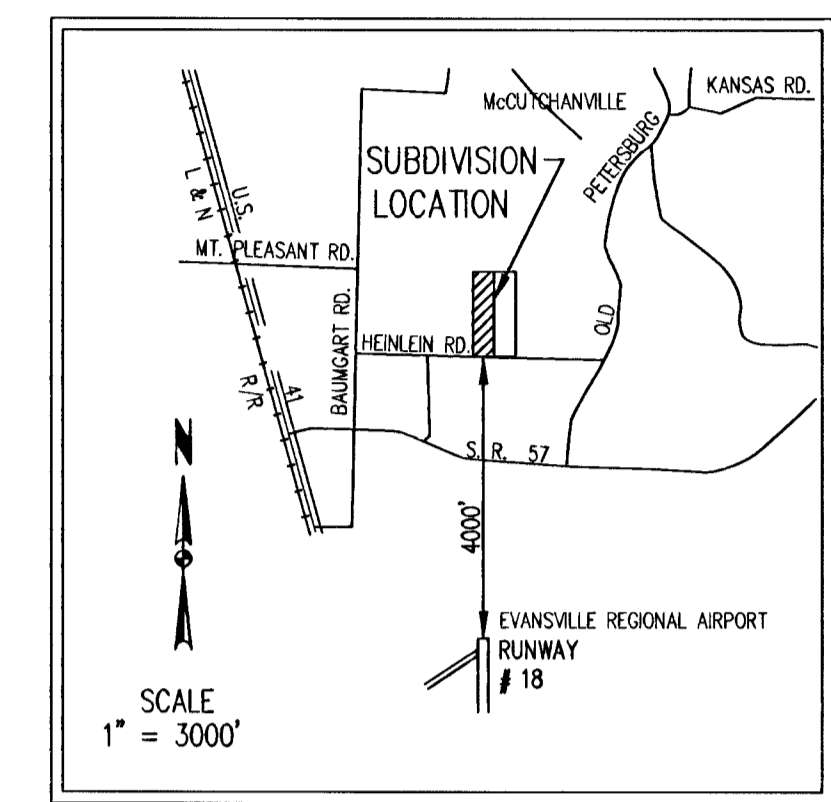 KANSAS RD.
McCUTCHANVILLE
SUBDIVISION
LOCATION
PETERSBURG
OLD
U.S.
L & N
MT. PLEASANT RD.
BAUMGART RD.
HEINLEIN RD.
41
R/R
S. R. 57
N
4000'
EVANSVILLE REGIONAL AIRPORT
RUNWAY
# 18
SCALE
1" = 3000'